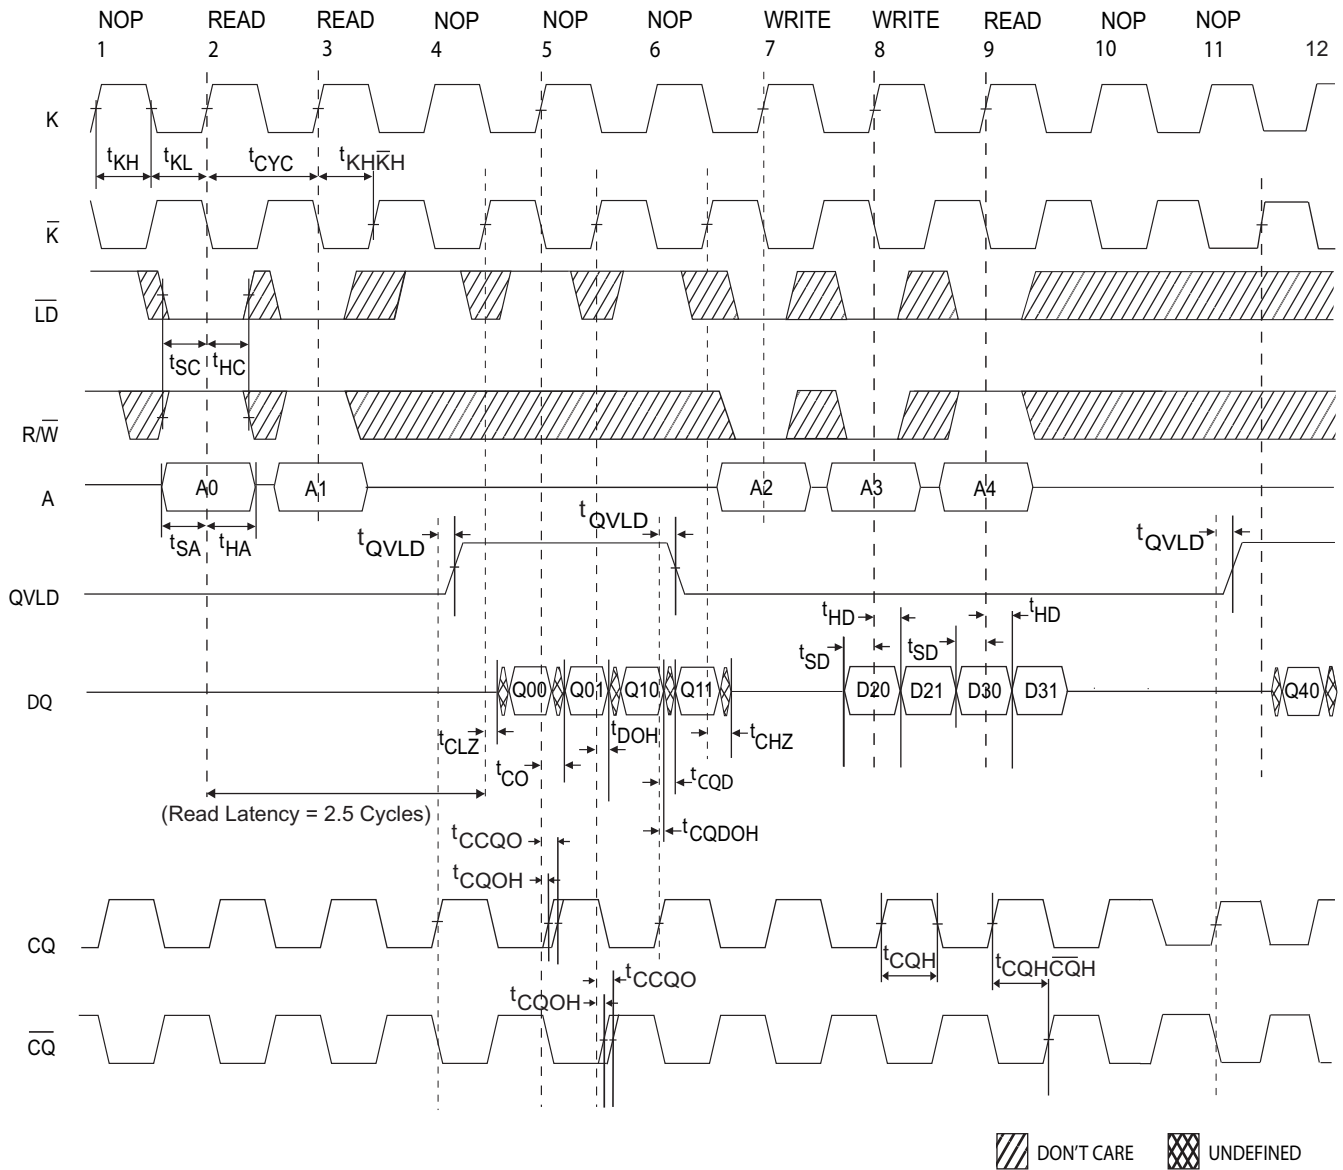 NOP READ READ NOP NOP NOP WRITE WRITE READ NOP NOP
1 2 3 4 5 6 7 8 9 10 11 12
K
tKH tKL tCYC tKHK̅H
K̅
L̅D̅
tSC tHC
R/W̅
A A0 A1 A2 A3 A4
tSA tHA tQVLD tQVLD tQVLD
QVLD
tHD tHD
tSD tSD
DQ Q00 Q01 Q10 Q11 D20 D21 D30 D31 Q40
tCLZ tDOH tCHZ
tCO tCQD
(Read Latency = 2.5 Cycles)
tCQDOH
tCCQO
tCQOH
CQ
tCQH tCQHC̅Q̅H
tCCQO
tCQOH
C̅Q̅
DON'T CARE UNDEFINED